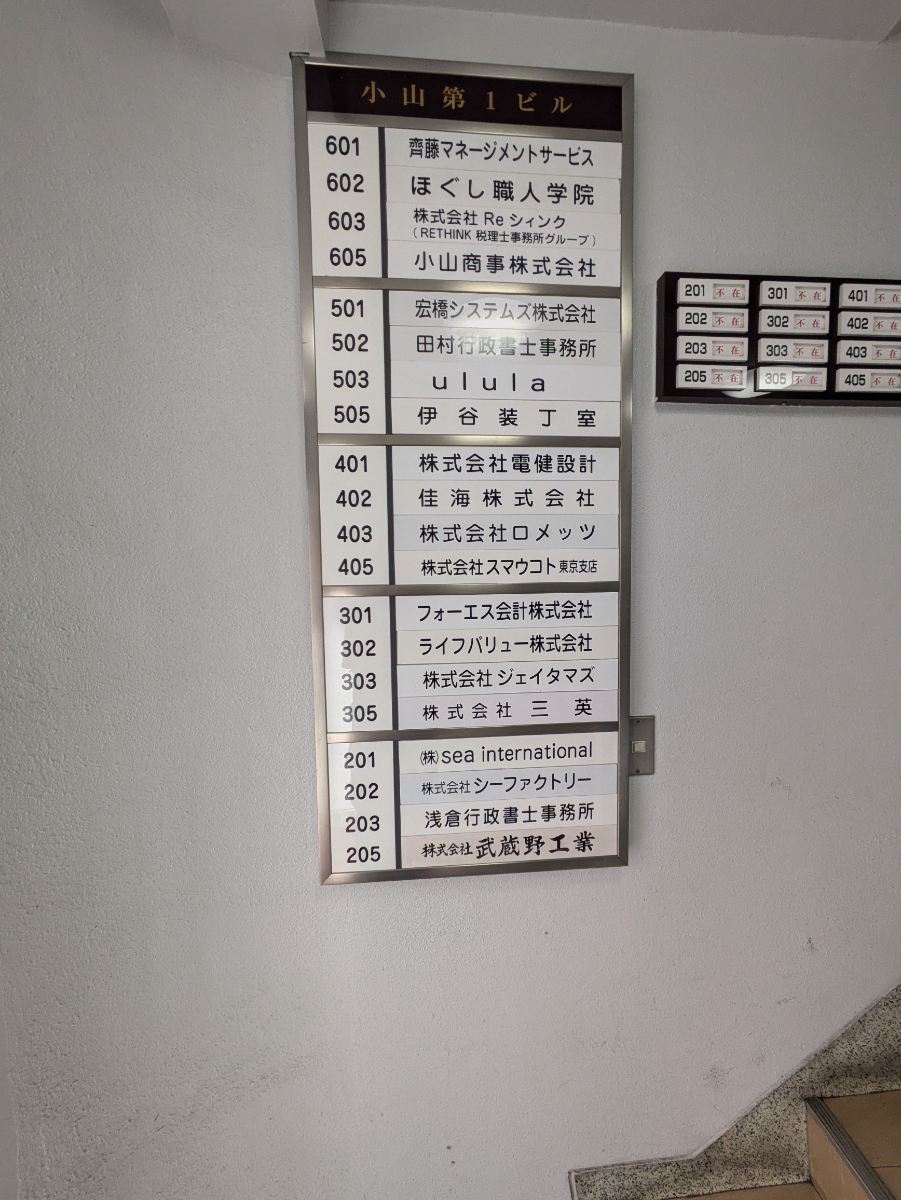 小山第1ビル
601 齊藤マネージメントサービス
602 ほぐし職人学院
603 株式会社 Re シィンク
( RETHINK 税理士事務所グループ )
605 小山商事株式会社
501 宏橋システムズ株式会社
502 田村行政書士事務所
503 ulula
505 伊谷装丁室
401 株式会社電健設計
402 佳海株式会社
403 株式会社ロメッツ
405 株式会社スマウコト 東京支店
301 フォーエス会計株式会社
302 ライフバリュー株式会社
303 株式会社 ジェイタマズ
305 株式会社 三英
201 ㈱sea international
202 株式会社 シーファクトリー
203 浅倉行政書士事務所
205 株式会社 武蔵野工業
201 不在 301 不在 401 不在
202 不在 302 不在 402 不在
203 不在 303 不在 403 不在
205 不在 305 不在 405 不在